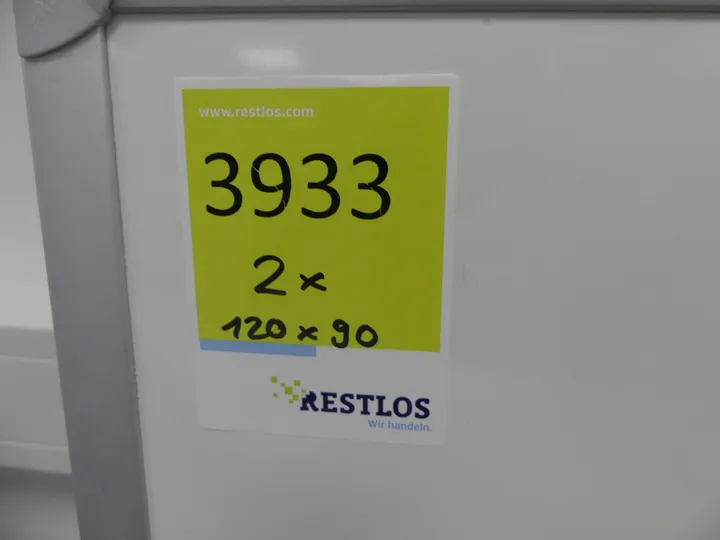 www.restlos.com
3933
2x
120 x 90
RESTLOS
Wir handeln.